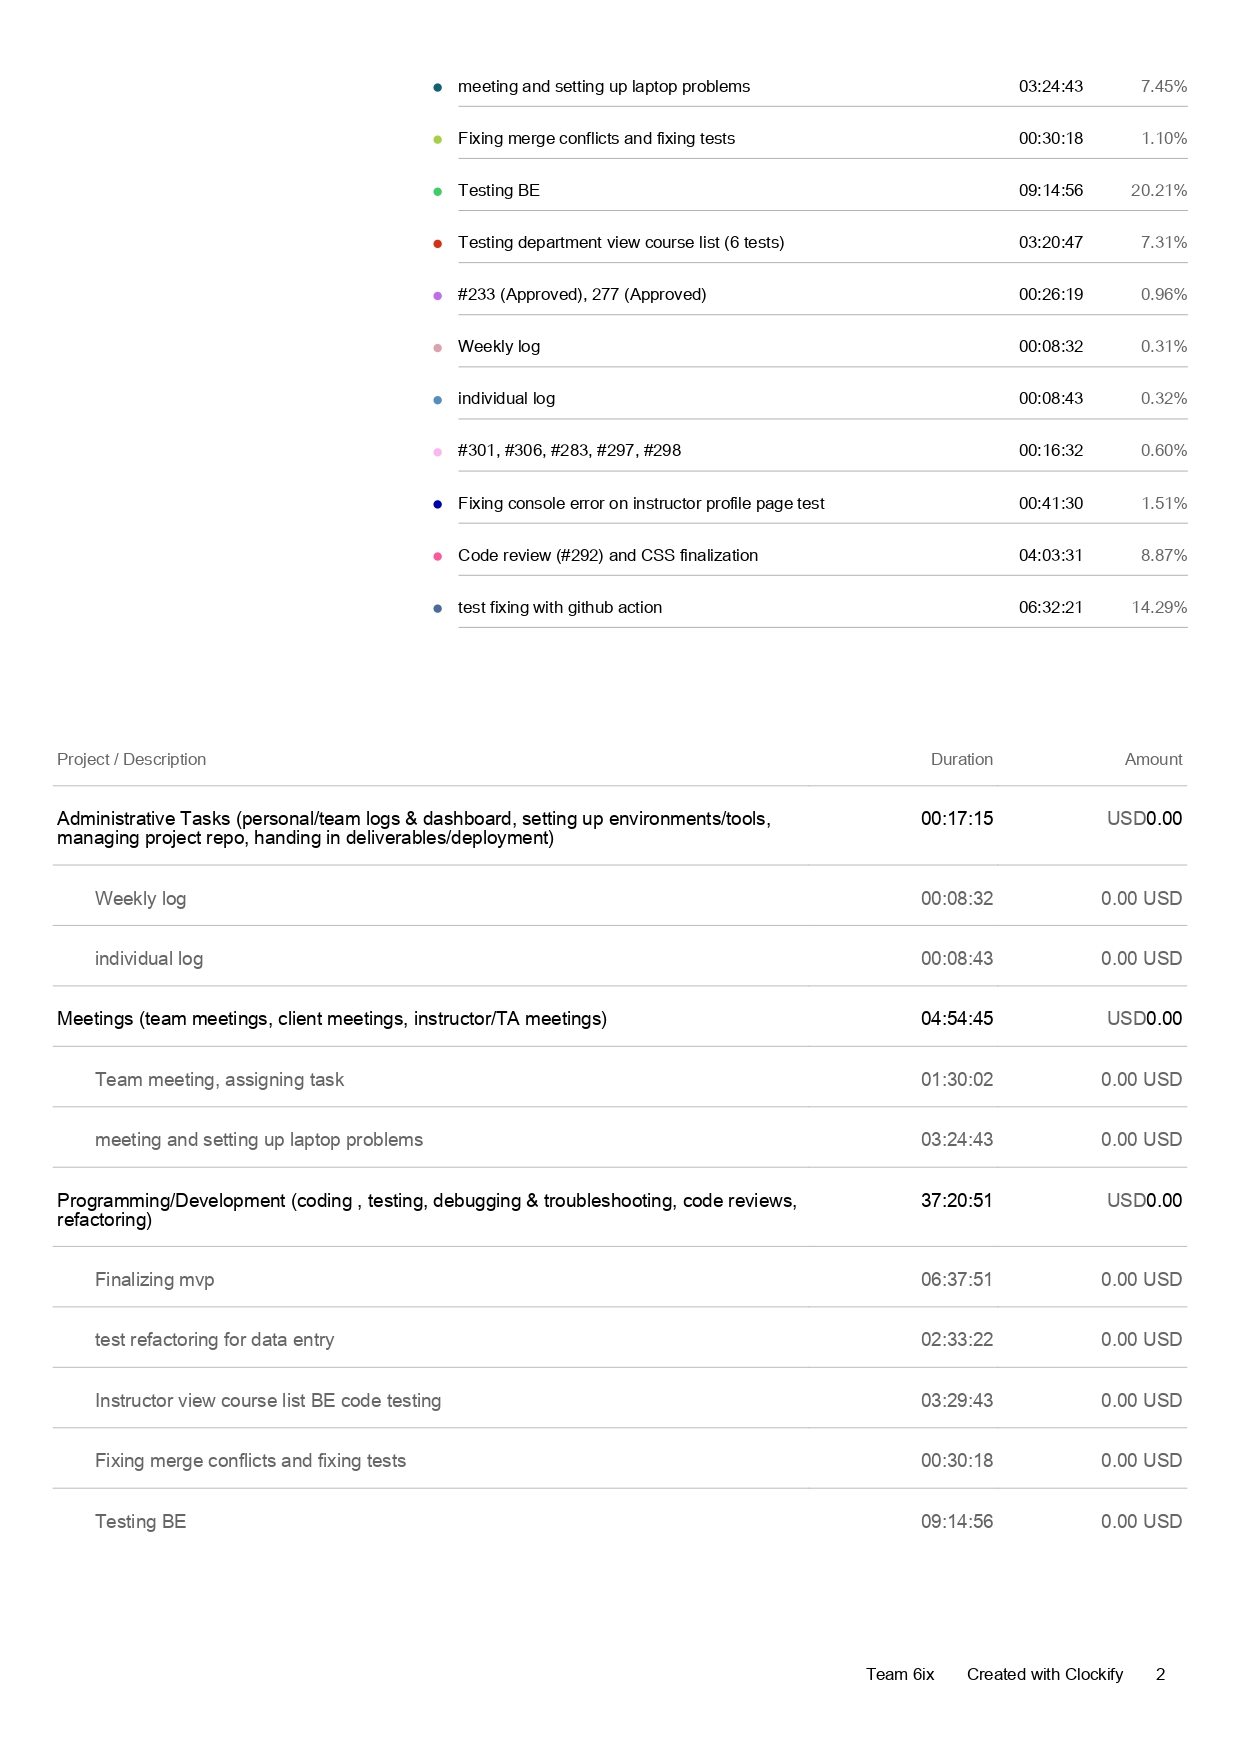 meeting and setting up laptop problems 03:24:43 7.45%
Fixing merge conflicts and fixing tests 00:30:18 1.10%
Testing BE 09:14:56 20.21%
Testing department view course list (6 tests) 03:20:47 7.31%
#233 (Approved), 277 (Approved) 00:26:19 0.96%
Weekly log 00:08:32 0.31%
individual log 00:08:43 0.32%
#301, #306, #283, #297, #298 00:16:32 0.60%
Fixing console error on instructor profile page test 00:41:30 1.51%
Code review (#292) and CSS finalization 04:03:31 8.87%
test fixing with github action 06:32:21 14.29%
Project / Description Duration Amount
Administrative Tasks (personal/team logs & dashboard, setting up environments/tools, 00:17:15 USD0.00
managing project repo, handing in deliverables/deployment)
Weekly log 00:08:32 0.00 USD
individual log 00:08:43 0.00 USD
Meetings (team meetings, client meetings, instructor/TA meetings) 04:54:45 USD0.00
Team meeting, assigning task 01:30:02 0.00 USD
meeting and setting up laptop problems 03:24:43 0.00 USD
Programming/Development (coding , testing, debugging & troubleshooting, code reviews, 37:20:51 USD0.00
refactoring)
Finalizing mvp 06:37:51 0.00 USD
test refactoring for data entry 02:33:22 0.00 USD
Instructor view course list BE code testing 03:29:43 0.00 USD
Fixing merge conflicts and fixing tests 00:30:18 0.00 USD
Testing BE 09:14:56 0.00 USD
Team 6ix Created with Clockify 2